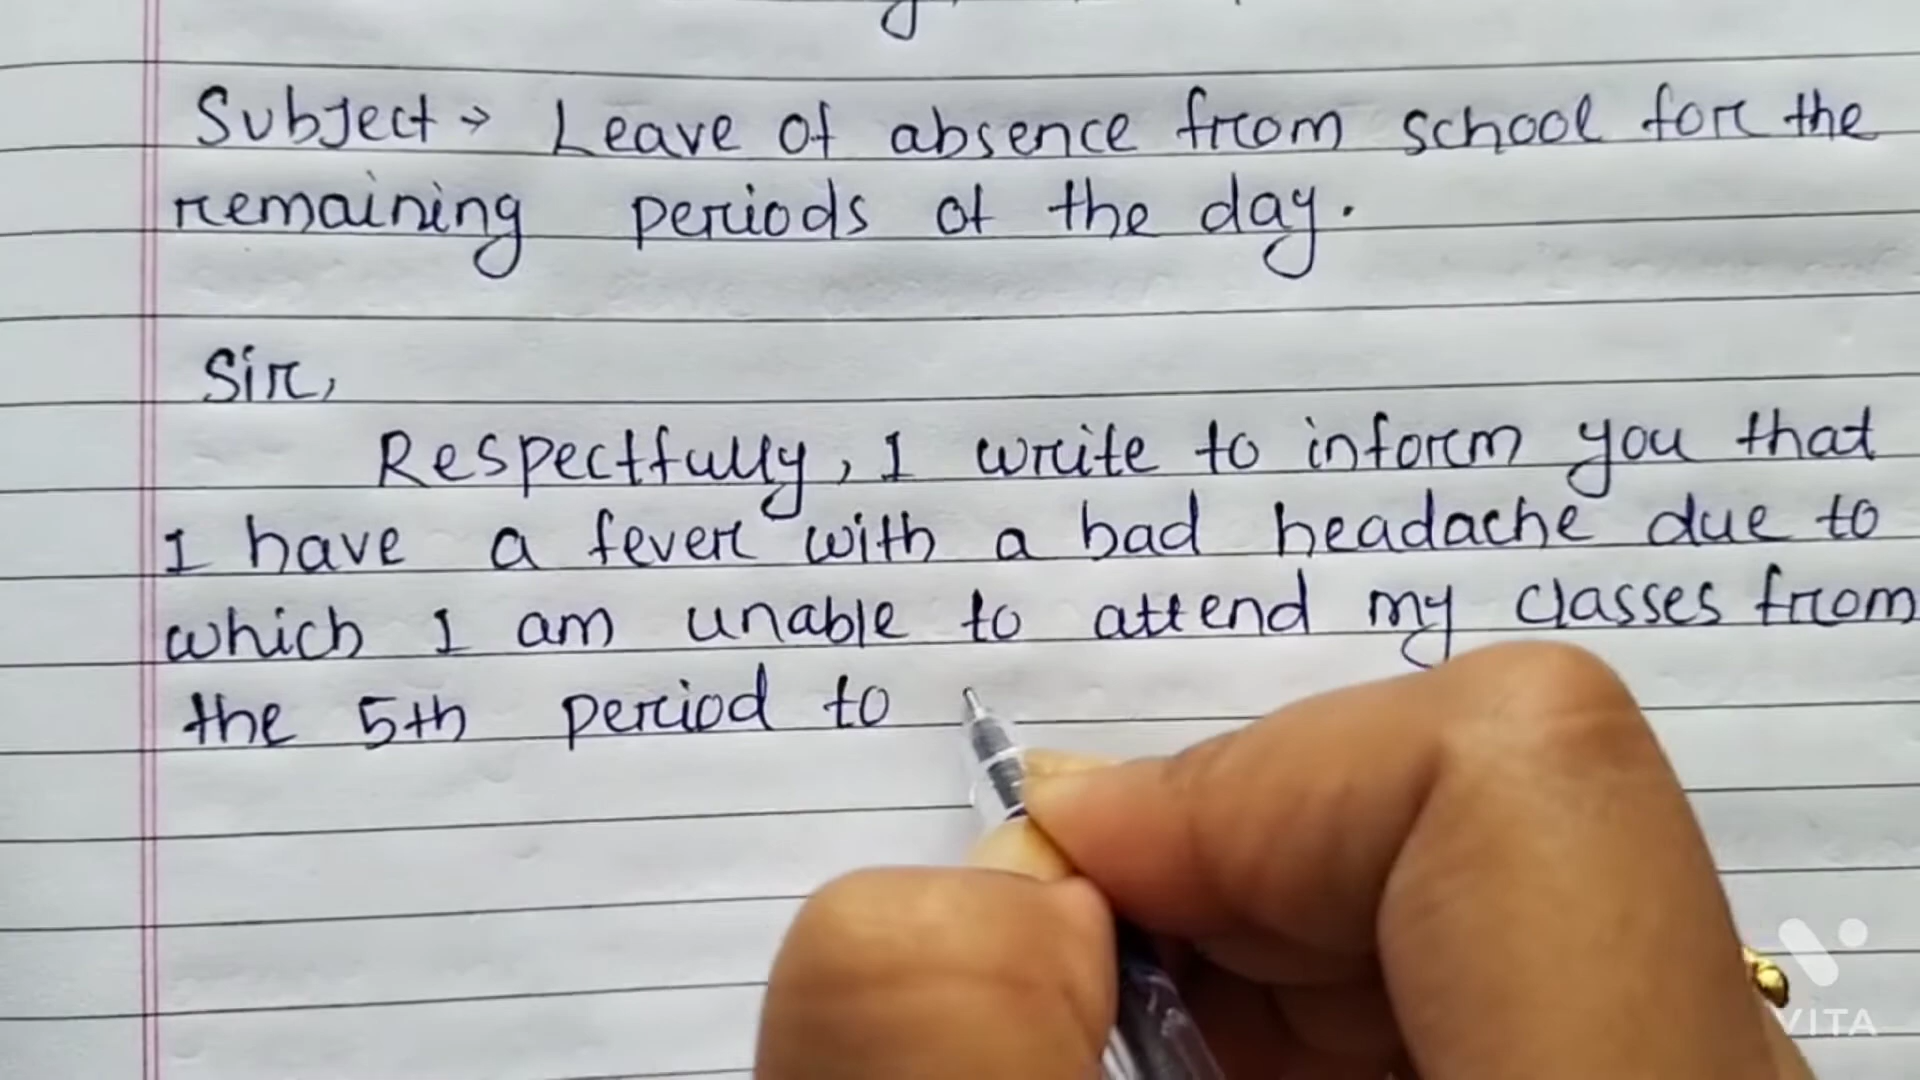 Subject → Leave of absence from school for the
remaining periods of the day.
Sir,
Respectfully, I write to inform you that
I have a fever with a bad headache due to
which I am unable to attend my classes from
the 5th period to
VITA